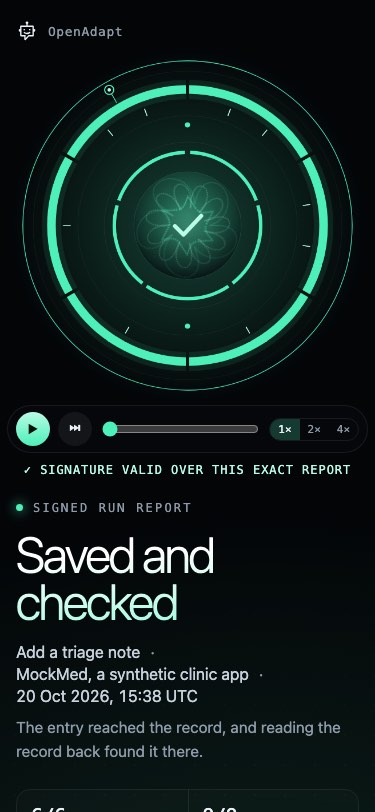 OpenAdapt
1× 2× 4×
✓ SIGNATURE VALID OVER THIS EXACT REPORT
SIGNED RUN REPORT
Saved and
checked
Add a triage note ·
MockMed, a synthetic clinic app ·
20 Oct 2026, 15:38 UTC
The entry reached the record, and reading the
record back found it there.